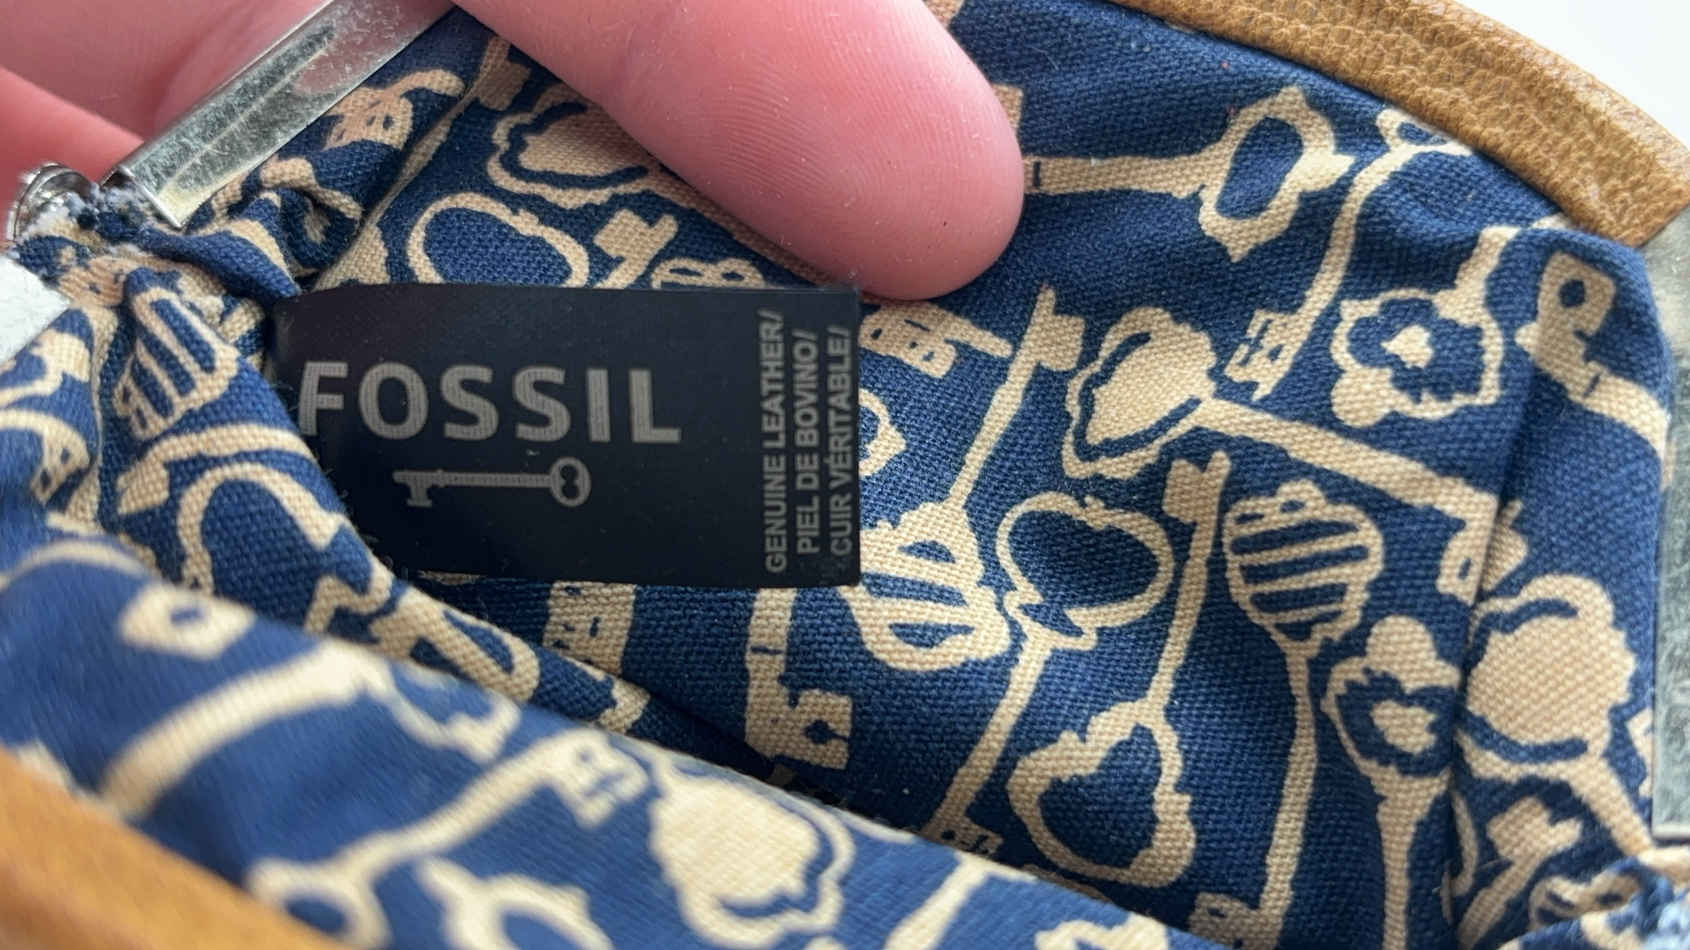 FOSSIL
GENUINE LEATHER/
PIEL DE BOVINO/
CUIR VÉRITABLE/